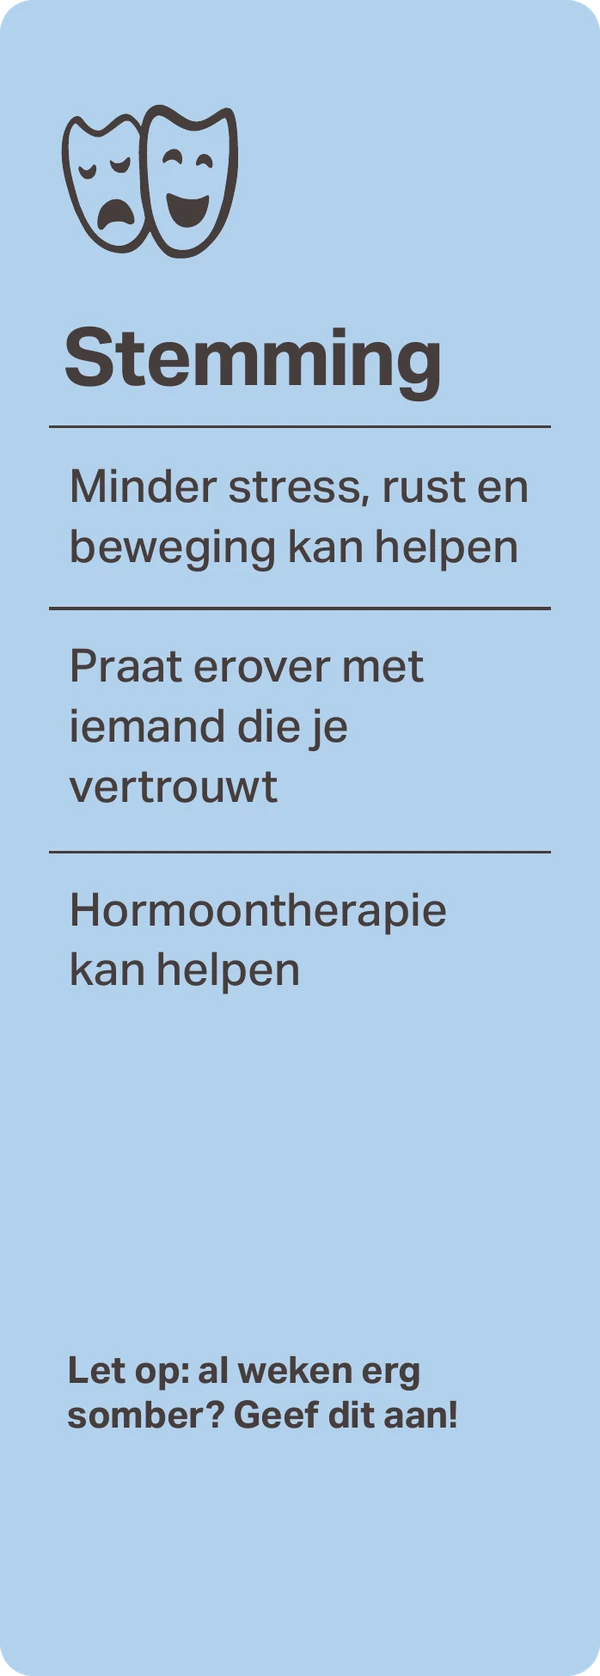 Stemming
Minder stress, rust en
beweging kan helpen
Praat erover met
iemand die je
vertrouwt
Hormoontherapie
kan helpen
Let op: al weken erg
somber? Geef dit aan!